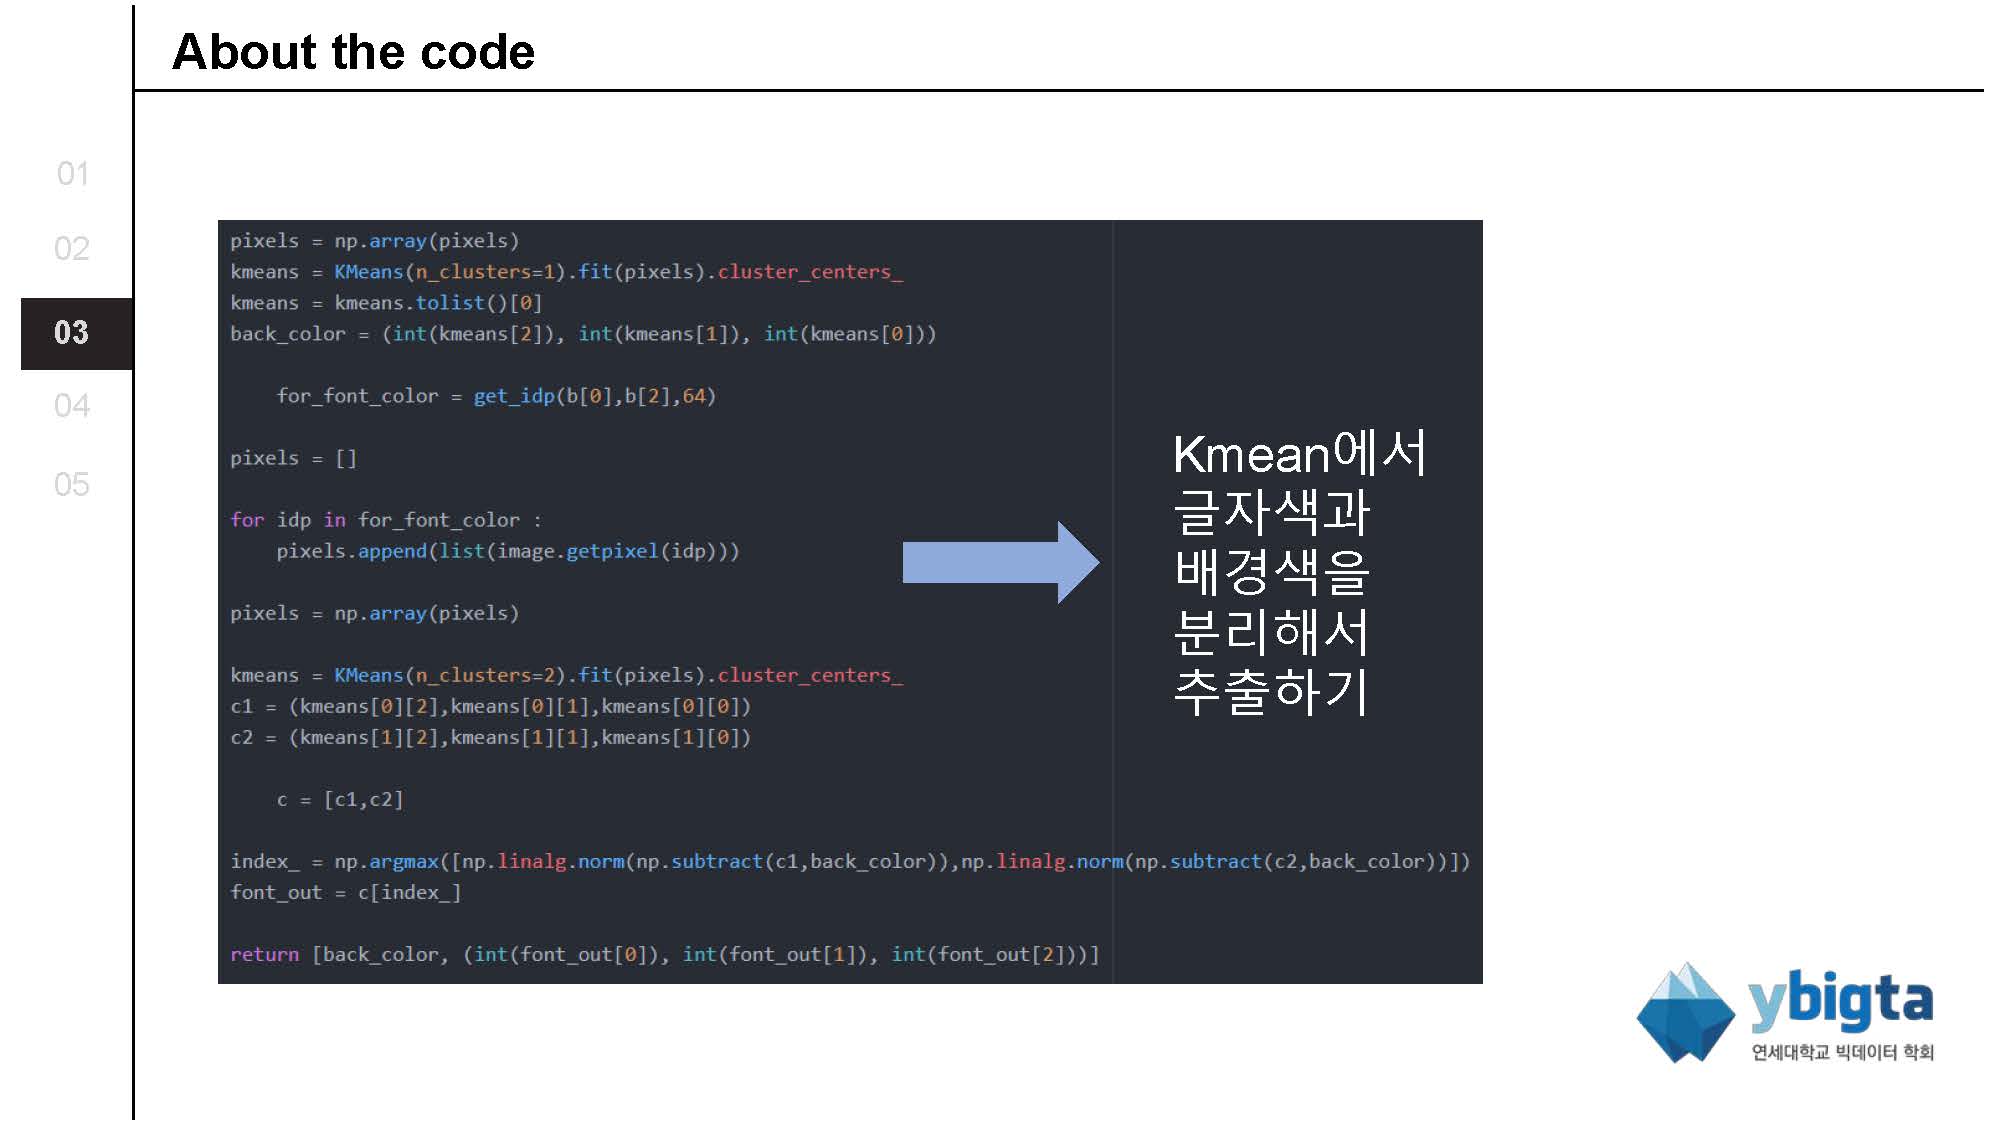 About the code
01
02
03
04
05
pixels = np.array(pixels)
kmeans = KMeans(n_clusters=1).fit(pixels).cluster_centers_
kmeans = kmeans.tolist()[0]
back_color = (int(kmeans[2]), int(kmeans[1]), int(kmeans[0]))
for_font_color = get_idp(b[0],b[2],64)
pixels = []
for idp in for_font_color :
pixels.append(list(image.getpixel(idp)))
pixels = np.array(pixels)
kmeans = KMeans(n_clusters=2).fit(pixels).cluster_centers_
c1 = (kmeans[0][2],kmeans[0][1],kmeans[0][0])
c2 = (kmeans[1][2],kmeans[1][1],kmeans[1][0])
c = [c1,c2]
index_ = np.argmax([np.linalg.norm(np.subtract(c1,back_color)),np.linalg.norm(np.subtract(c2,back_color))])
font_out = c[index_]
return [back_color, (int(font_out[0]), int(font_out[1]), int(font_out[2]))]
Kmean에서
글자색과
배경색을
분리해서
추출하기
ybigta
연세대학교 빅데이터 학회